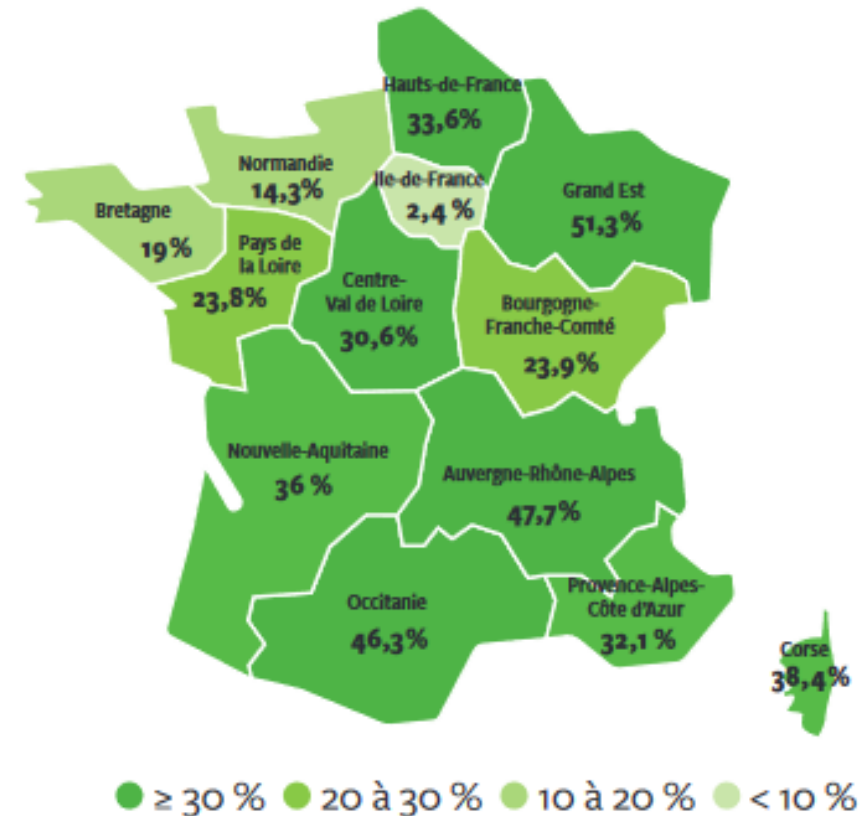 Hauts-de-France
33,6%
Normandie
14,3%
Ile-de-France
2,4 %
Grand Est
51,3%
Bretagne
19 %
Pays de
la Loire
23,8%
Centre-
Val de Loire
30,6%
Bourgogne-
Franche-Comté
23,9%
Nouvelle-Aquitaine
36 %
Auvergne-Rhône-Alpes
47,7%
Occitanie
46,3%
Provence-Alpes-
Côte d'Azur
32,1 %
Corse
38,4%
≥ 30 % 20 à 30 % 10 à 20 % < 10 %